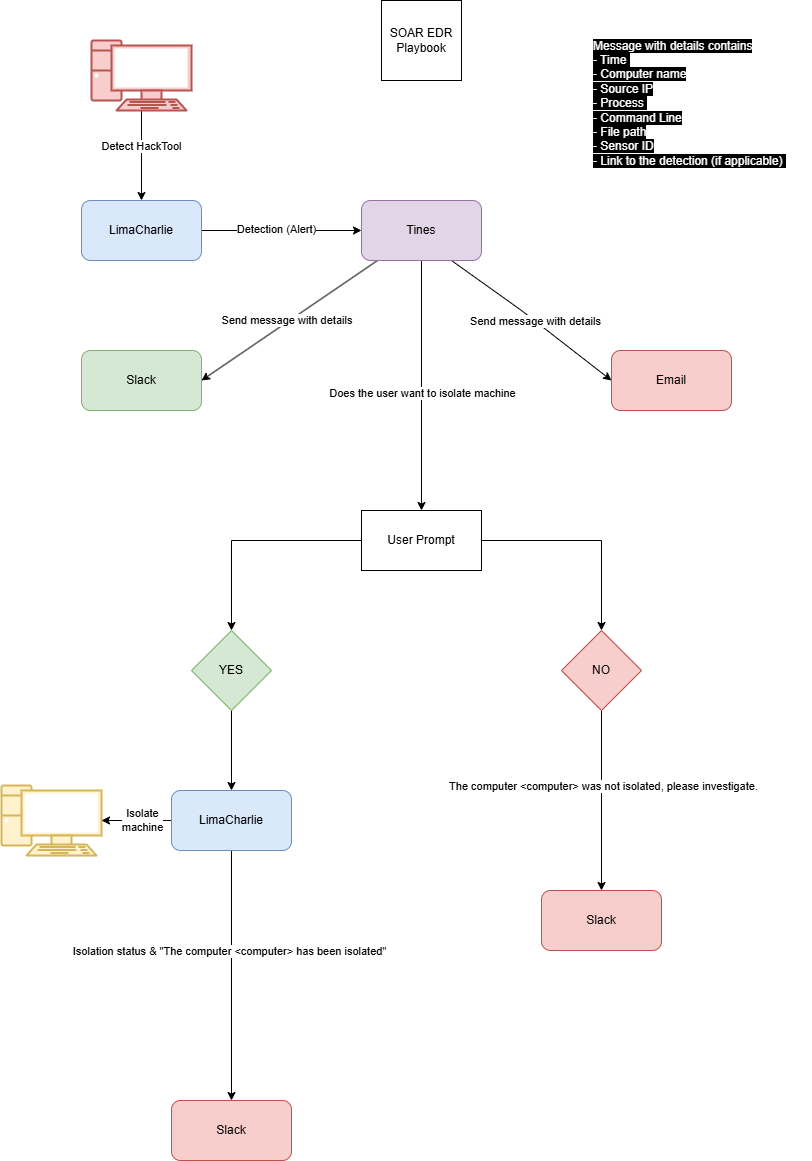 SOAR EDR
Playbook
Message with details contains
- Time
- Computer name
- Source IP
- Process
- Command Line
- File path
- Sensor ID
- Link to the detection (if applicable)
Detect HackTool
LimaCharlie
Detection (Alert)
Tines
Send message with details
Send message with details
Slack
Email
Does the user want to isolate machine
User Prompt
YES
NO
The computer <computer> was not isolated, please investigate.
Isolate
machine
LimaCharlie
Slack
Isolation status & "The computer <computer> has been isolated"
Slack